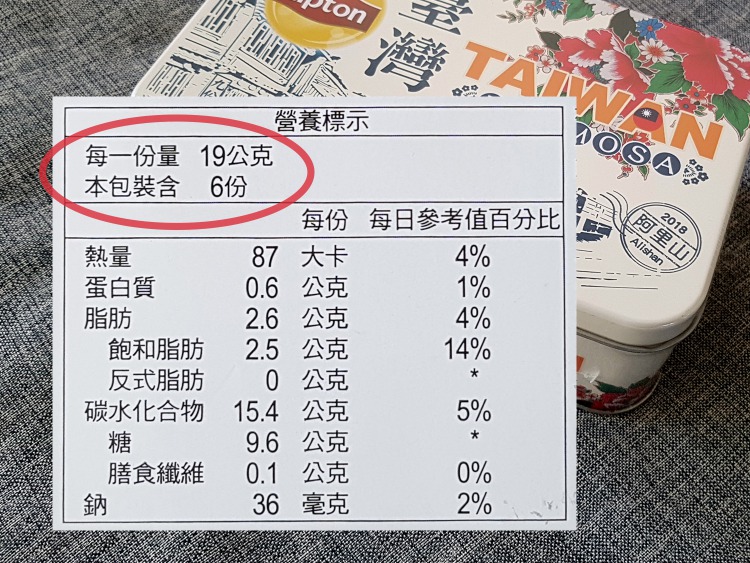 臺灣
TAIWAN
MOSA
2018
阿里山
Alishan
營養標示
每一份量 19公克
本包裝含 6份
每份 每日參考值百分比
熱量 87 大卡 4%
蛋白質 0.6 公克 1%
脂肪 2.6 公克 4%
飽和脂肪 2.5 公克 14%
反式脂肪 0 公克 *
碳水化合物 15.4 公克 5%
糖 9.6 公克 *
膳食纖維 0.1 公克 0%
鈉 36 毫克 2%